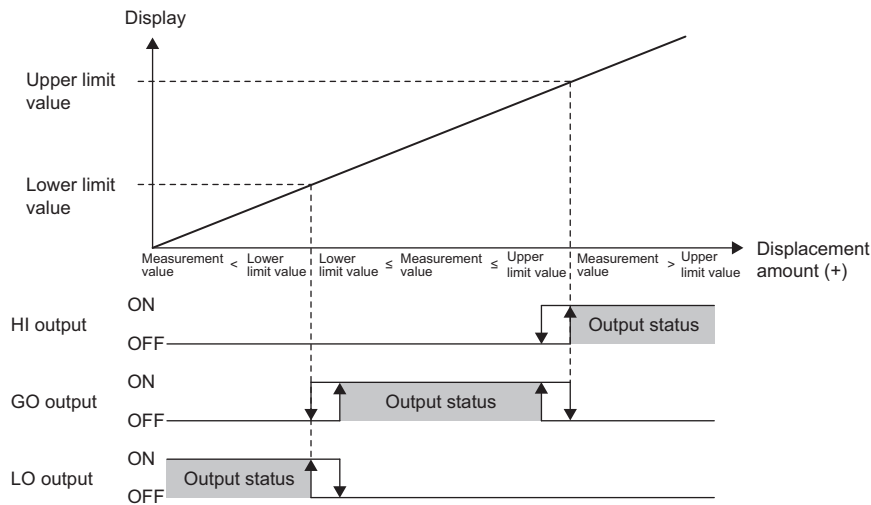 Display
Upper limit
value
Lower limit
value
Measurement
value
<
Lower
limit value
Lower
limit value
≤
Measurement
value
≤
Upper
limit value
Measurement
value
>
Upper
limit value
Displacement
amount (+)
HI output
ON
OFF
Output status
GO output
ON
OFF
Output status
LO output
ON
OFF
Output status